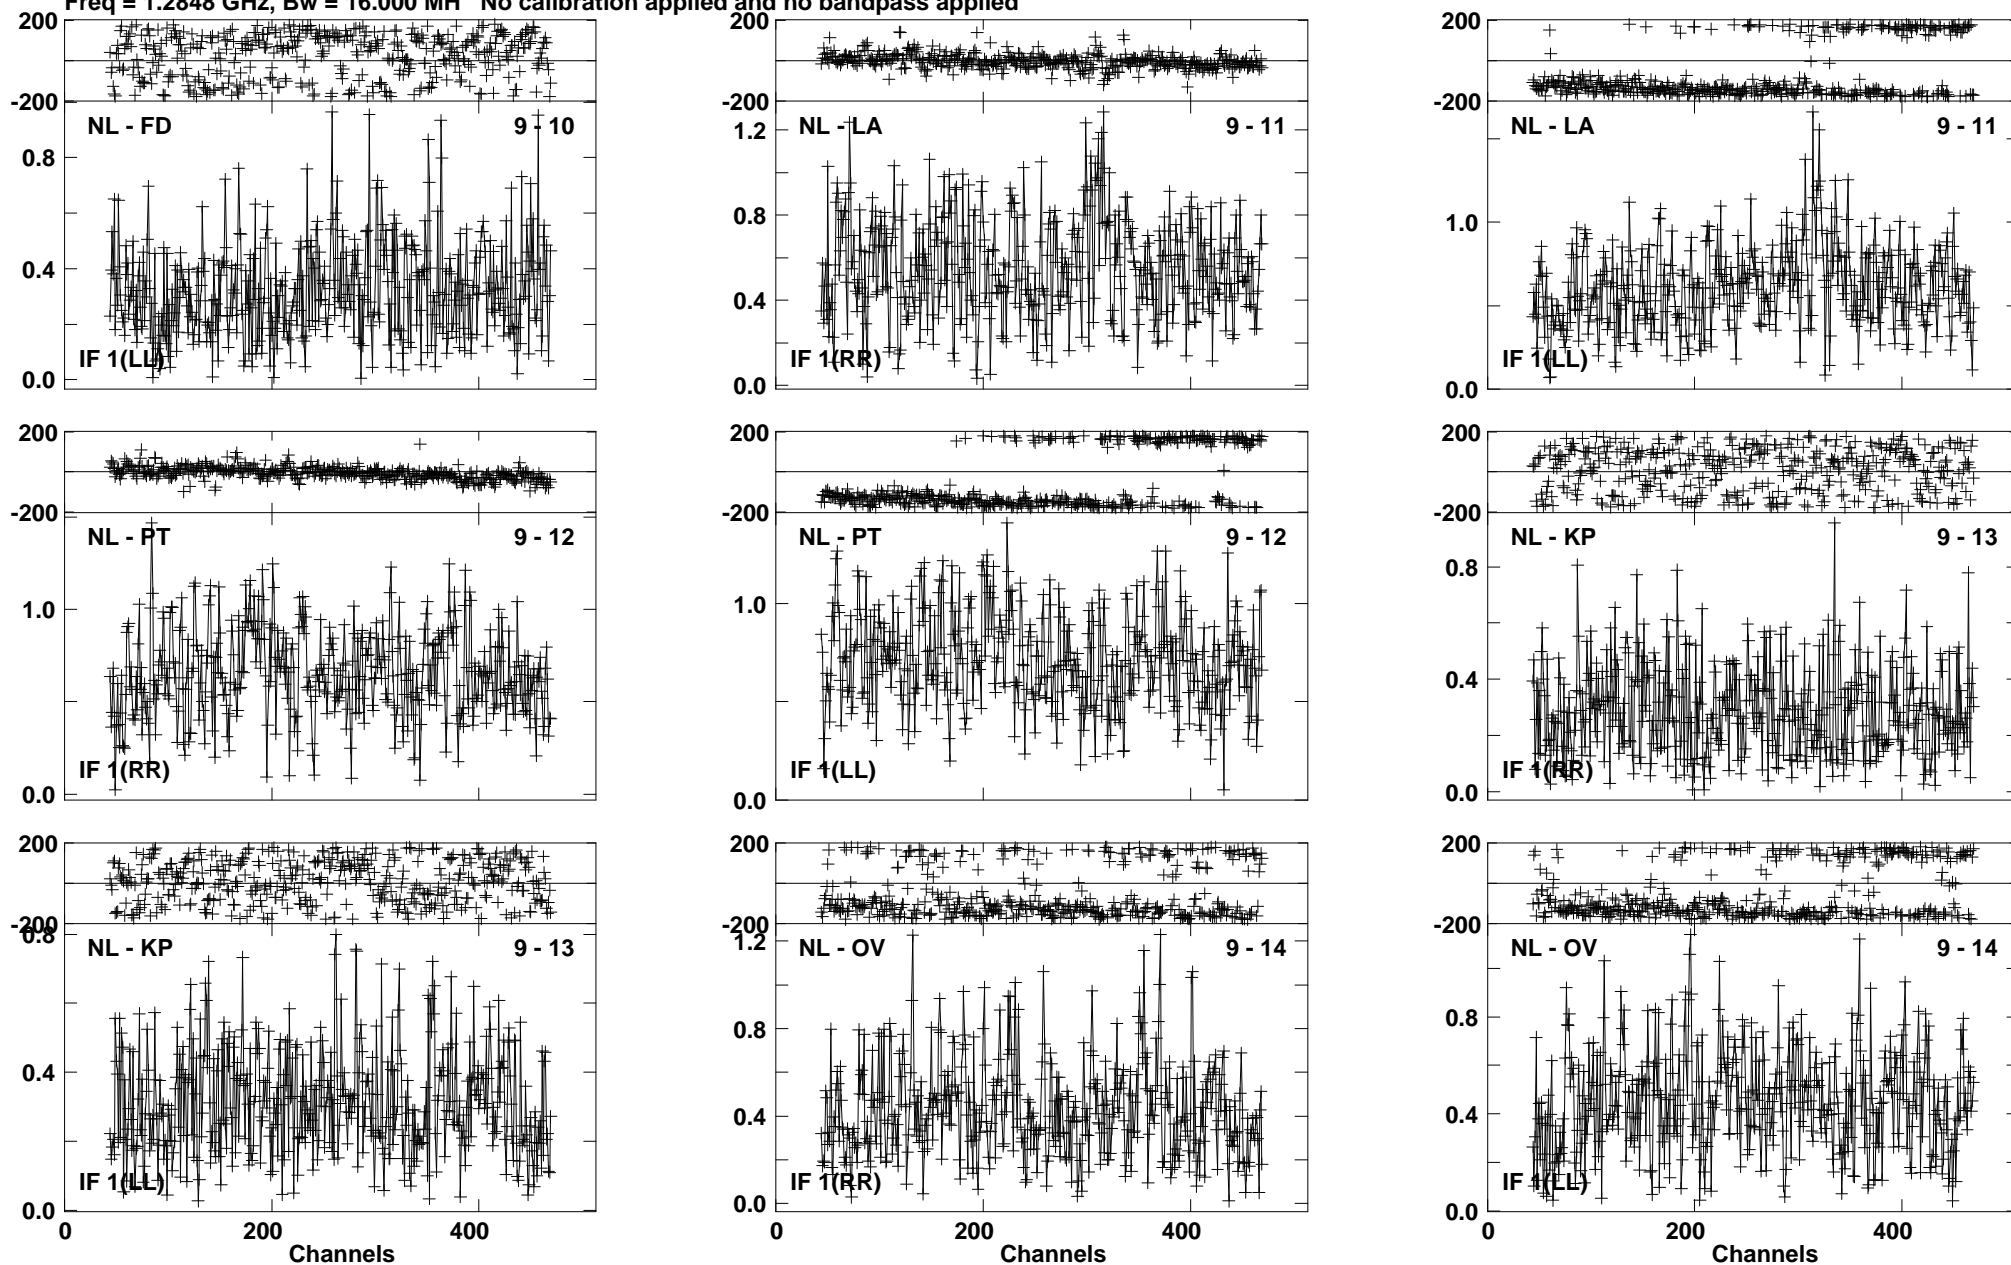 Freq = 1.2848 GHz, Bw = 16.000 MH No calibration applied and no bandpass applied
200 200 200
-200 -200 -200
NL - FD 9 - 10 NL - LA 9 - 11 NL - LA 9 - 11
1.2
0.8
0.8 1.0
0.4
0.4
IF 1(LL) IF 1(RR) IF 1(LL)
0.0 0.0 0.0
200 200 200
-200 -200 -200
NL - PT 9 - 12 NL - PT 9 - 12 NL - KP 9 - 13
0.8
1.0 1.0
0.4
IF 1(RR) IF 1(LL) IF 1(RR)
0.0 0.0 0.0
200 200 200
-200 -200 -200
0.8 1.2
NL - KP 9 - 13 NL - OV 9 - 14 NL - OV 9 - 14
0.8 0.8
0.4 0.4 0.4
IF 1(LL) IF 1(RR) IF 1(LL)
0.0 0.0 0.0
0 200 400 0 200 400 0 200 400
Channels Channels Channels